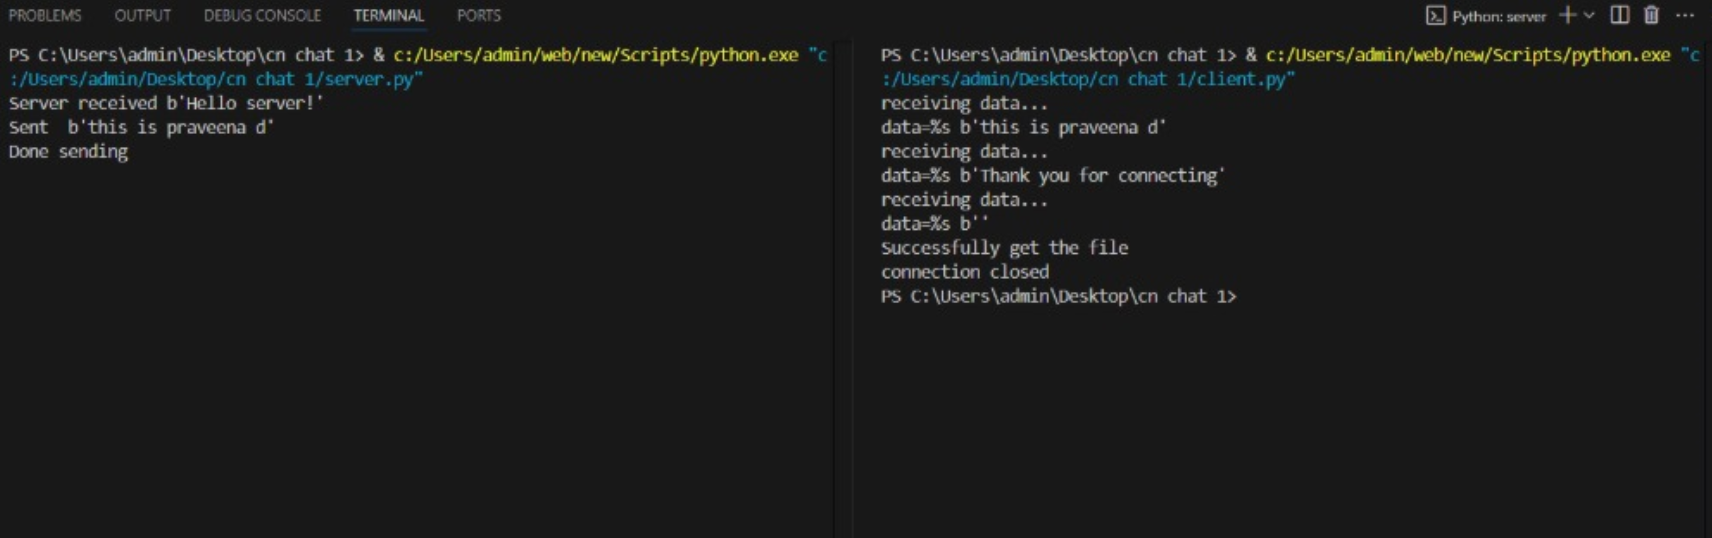 PROBLEMS OUTPUT DEBUG CONSOLE TERMINAL PORTS
Python: server
PS C:\Users\admin\Desktop\cn chat 1> & c:/Users/admin/web/new/Scripts/python.exe "c
:/Users/admin/Desktop/cn chat 1/server.py"
Server received b'Hello server!'
Sent  b'this is praveena d'
Done sending
PS C:\Users\admin\Desktop\cn chat 1> & c:/Users/admin/web/new/Scripts/python.exe "c
:/Users/admin/Desktop/cn chat 1/client.py"
receiving data...
data=%s b'this is praveena d'
receiving data...
data=%s b'Thank you for connecting'
receiving data...
data=%s b''
Successfully get the file
connection closed
PS C:\Users\admin\Desktop\cn chat 1>